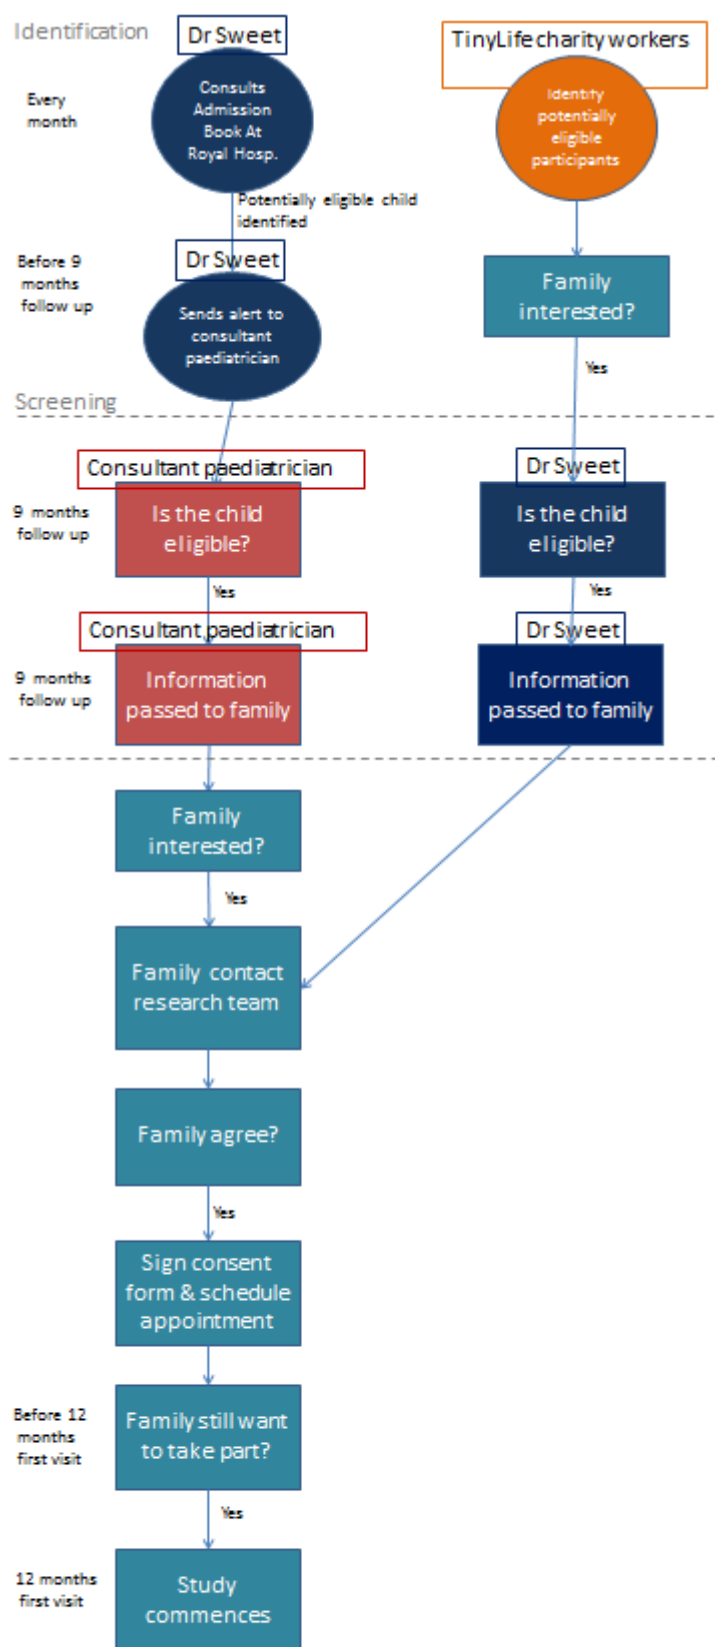 Identification
Dr Sweet
TinyLife charity workers
Every
month
Consults
Admission
Book At
Royal Hosp.
Identify
potentially
eligible
participants
Potentially eligible child
identified
Before 9
months
follow up
Dr Sweet
Sends alert to
consultant
paediatrician
Family
interested?
Yes
Screening
Consultant paediatrician
Dr Sweet
9 months
follow up
Is the child
eligible?
Is the child
eligible?
Yes
Yes
Consultant paediatrician
Dr Sweet
9 months
follow up
Information
passed to family
Information
passed to family
Family
interested?
Yes
Family contact
research team
Family agree?
Yes
Sign consent
form & schedule
appointment
Before 12
months
first visit
Family still want
to take part?
Yes
12 months
first visit
Study
commences